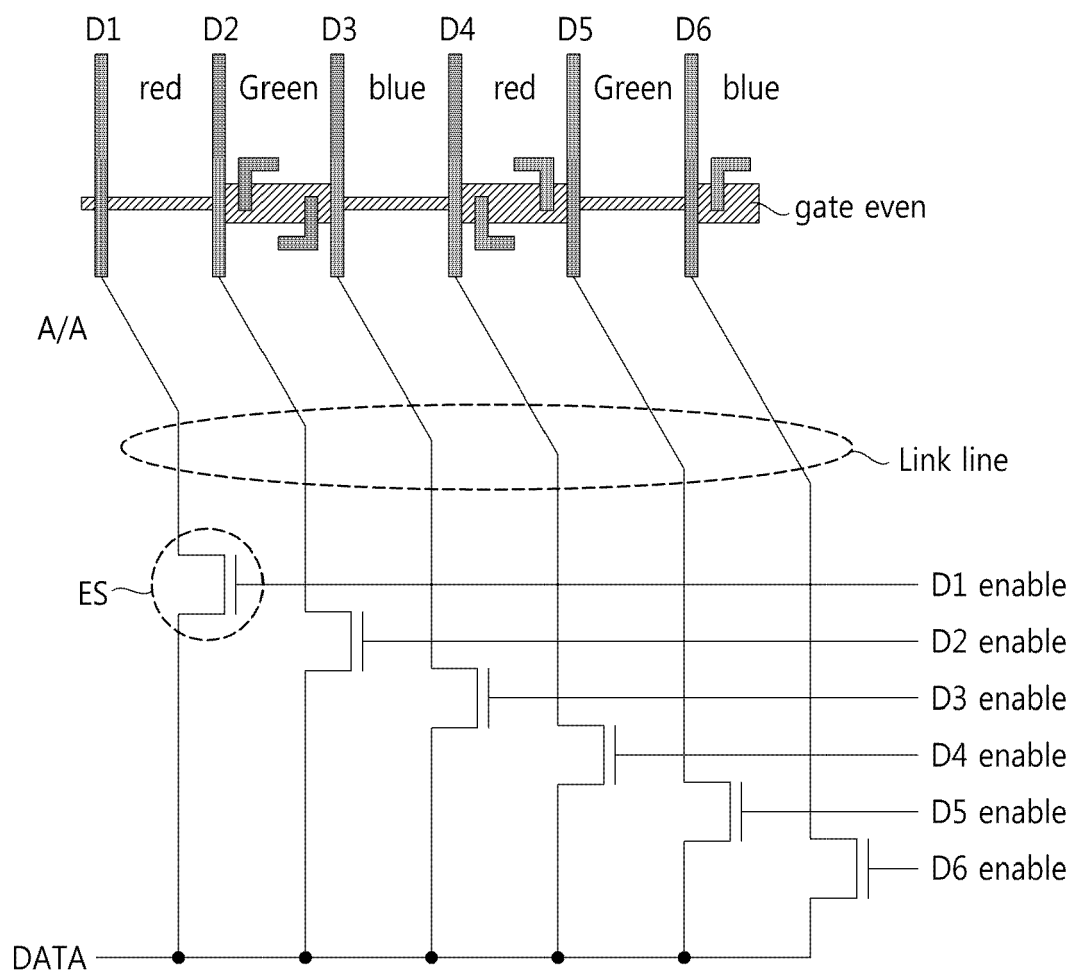 D1 D2 D3 D4 D5 D6
red Green blue red Green blue
gate even
A/A
Link line
ES
D1 enable
D2 enable
D3 enable
D4 enable
D5 enable
D6 enable
DATA